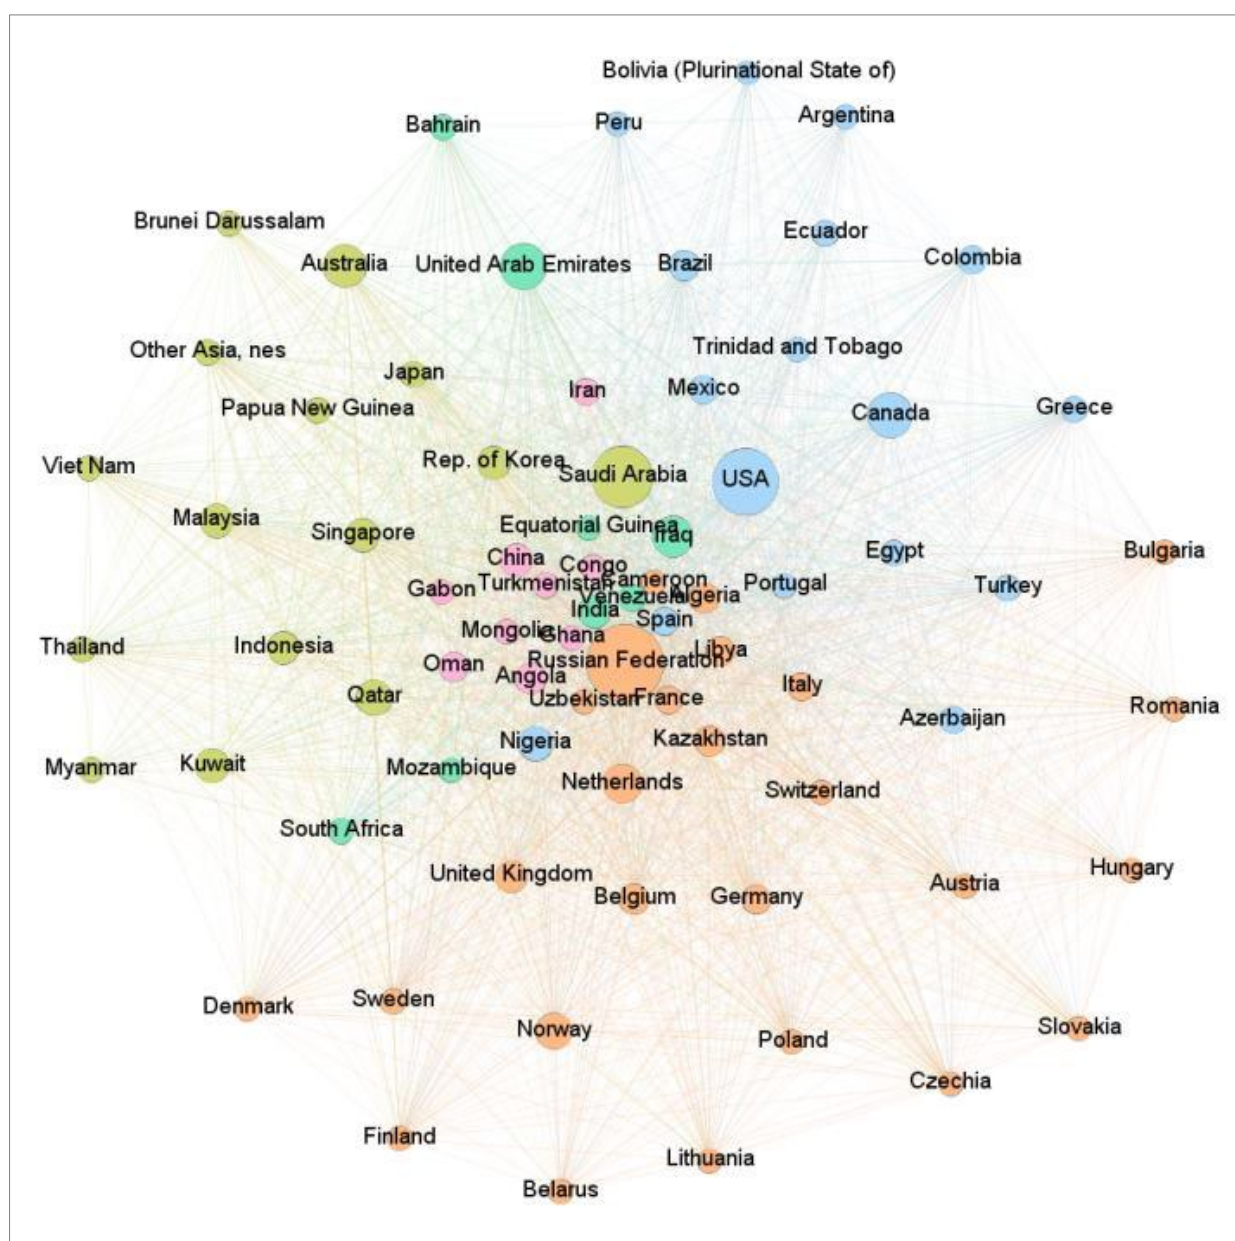 Bolivia (Plurinational State of)
Argentina
Peru
Bahrain
Brunei Darussalam
Ecuador
Colombia
Australia
United Arab Emirates
Brazil
Other Asia, nes
Trinidad and Tobago
Japan
Iran
Mexico
Papua New Guinea
Canada
Greece
Viet Nam
Rep. of Korea
Saudi Arabia
USA
Malaysia
Singapore
Equatorial Guinea
Iraq
China
Congo
Egypt
Bulgaria
Gabon
Turkmenistan
Cameroon
Portugal
Turkey
Venezuela
Algeria
India
Spain
Mongolia
Ghana
Thailand
Indonesia
Libya
Oman
Russian Federation
Angola
Italy
Qatar
Uzbekistan
France
Azerbaijan
Romania
Nigeria
Kazakhstan
Myanmar
Kuwait
Mozambique
Netherlands
Switzerland
South Africa
United Kingdom
Belgium
Germany
Austria
Hungary
Denmark
Sweden
Norway
Poland
Slovakia
Czechia
Finland
Lithuania
Belarus